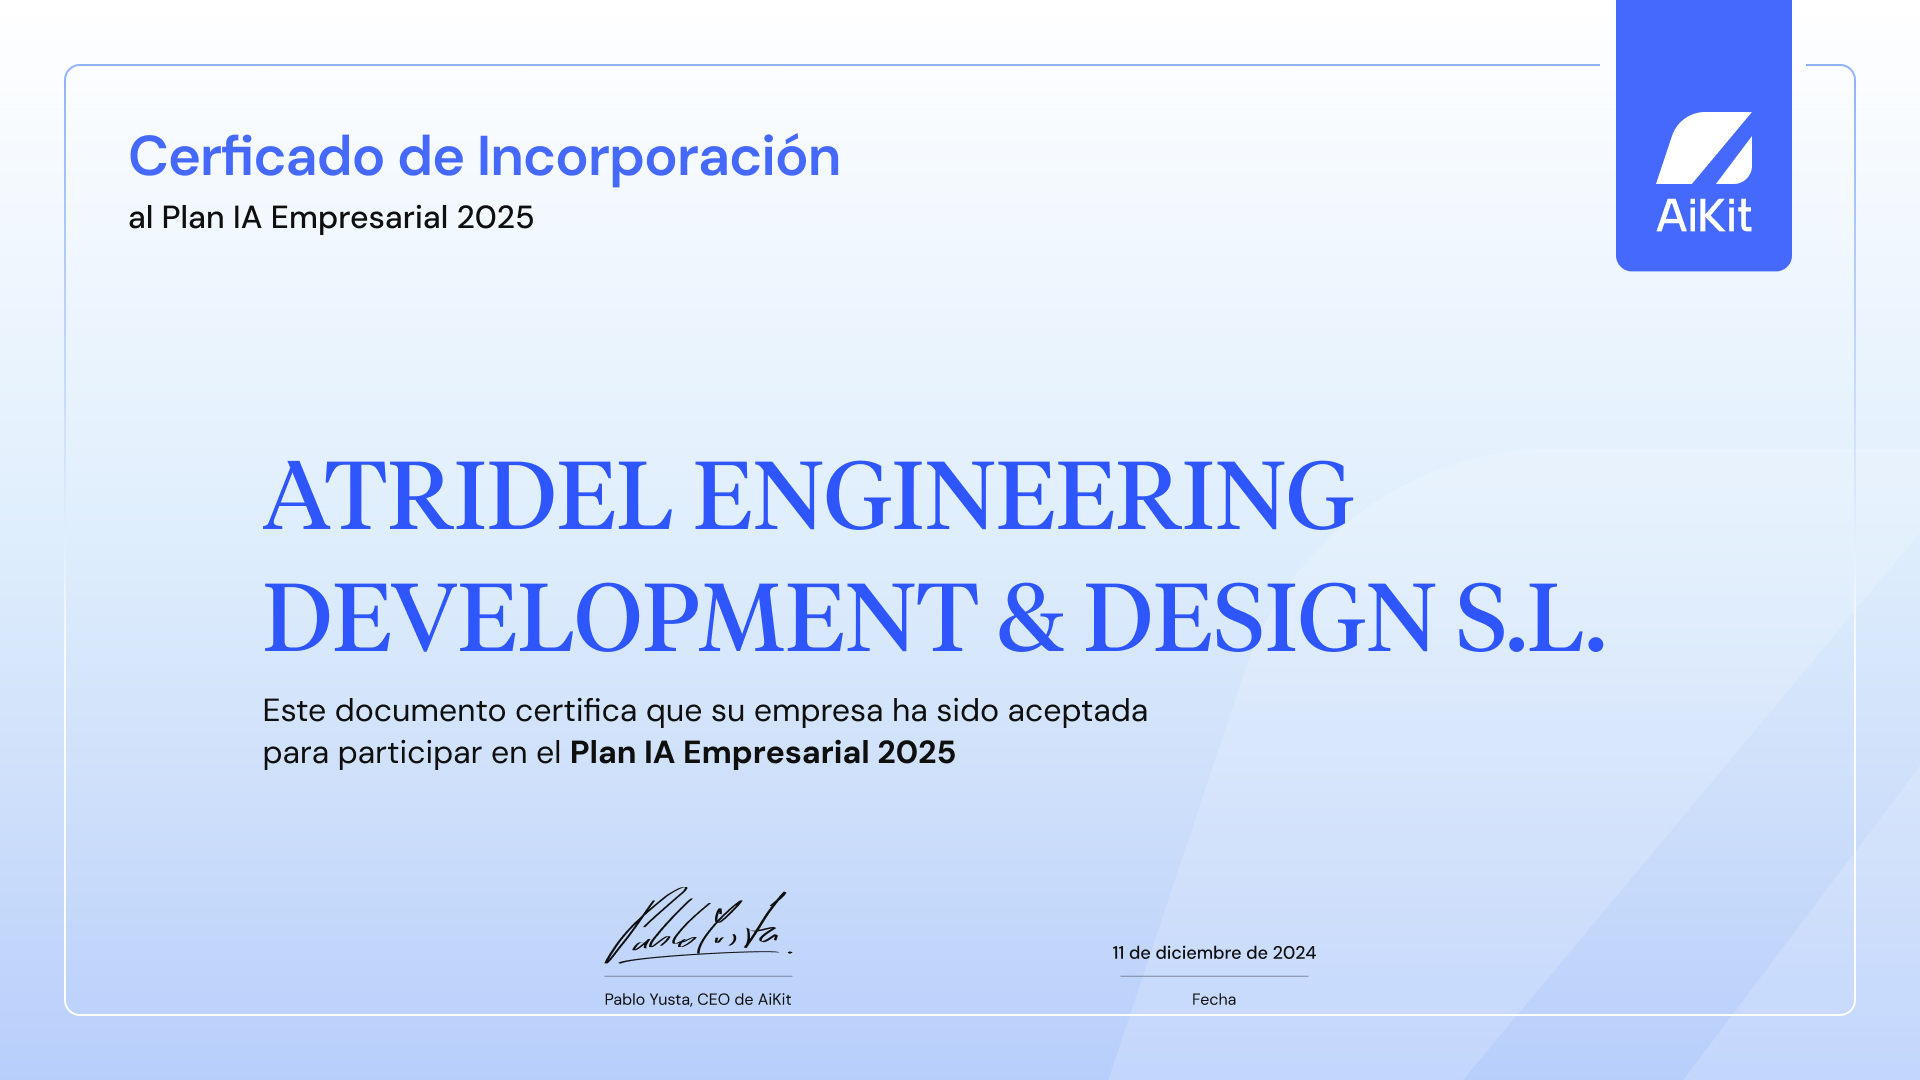 Cerficado de Incorporación
al Plan IA Empresarial 2025
AiKit
ATRIDEL ENGINEERING
DEVELOPMENT & DESIGN S.L.
Este documento certifica que su empresa ha sido aceptada
para participar en el Plan IA Empresarial 2025
Pablo Yusta.
11 de diciembre de 2024
Pablo Yusta, CEO de AiKit
Fecha